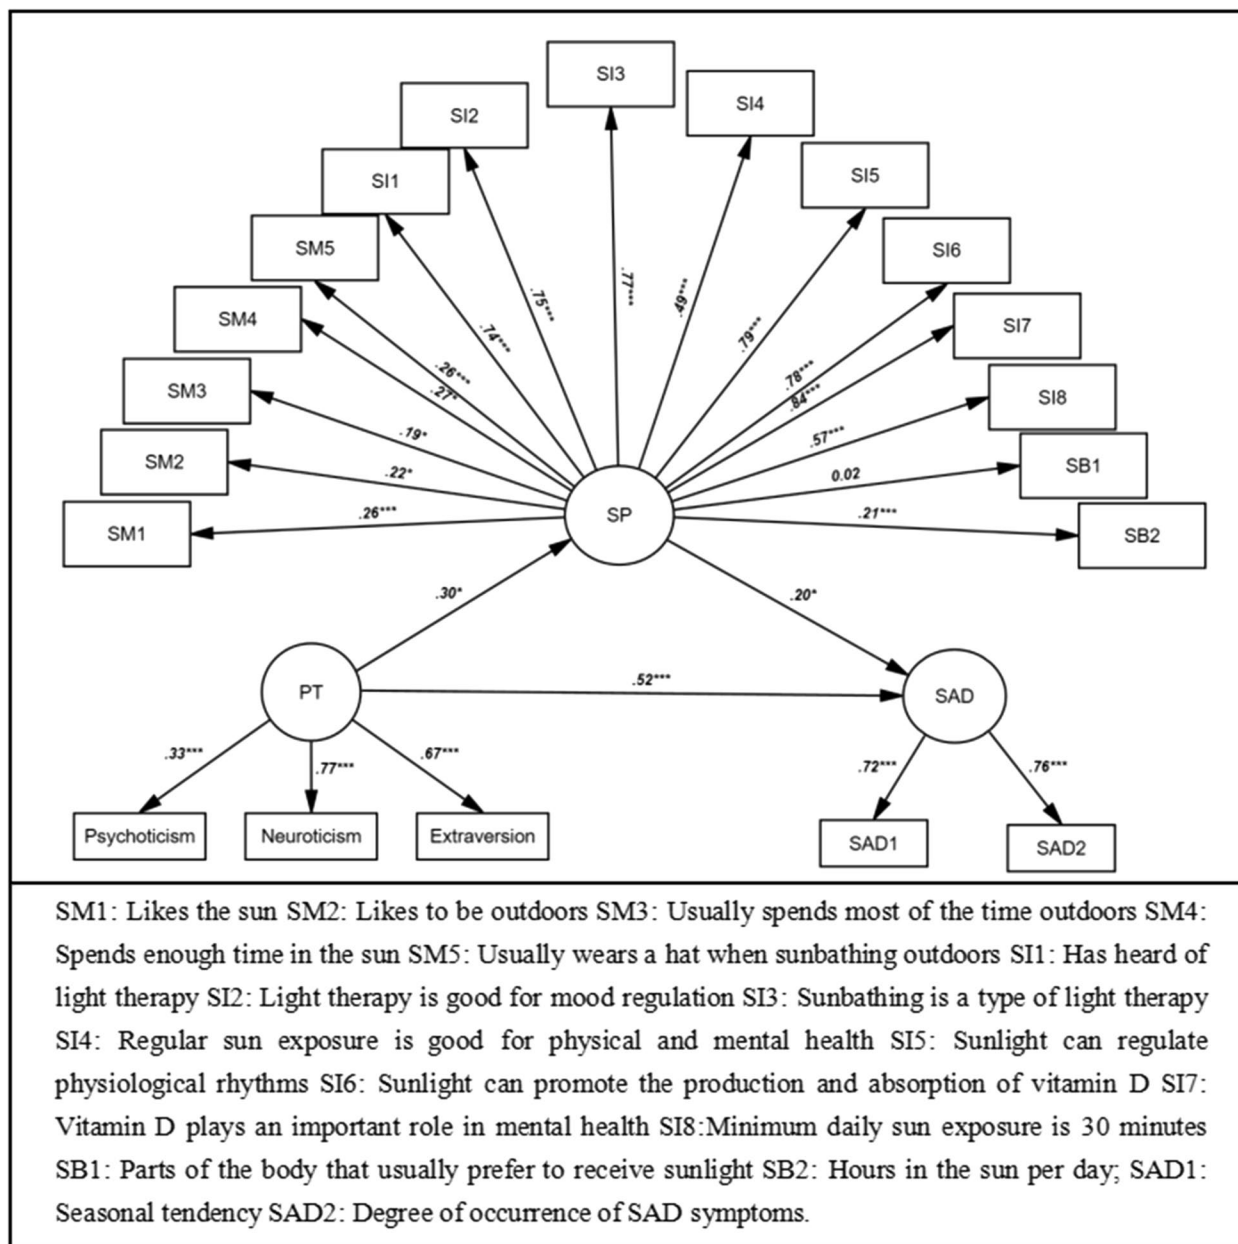 SI3
SI4
SI2
SI5
SI1
SI6
SM5
SI7
SM4
SI8
SM3
SB1
SM2
SB2
SM1
SP
.77***
.49***
.75***
.79***
.74***
.78***
.84***
.26***
.27*
.57***
.19*
0.02
.22*
.21***
.26***
.30*
.20*
PT
.52***
SAD
.33***
.77***
.67***
.72***
.76***
Psychoticism
Neuroticism
Extraversion
SAD1
SAD2
SM1: Likes the sun SM2: Likes to be outdoors SM3: Usually spends most of the time outdoors SM4:
Spends enough time in the sun SM5: Usually wears a hat when sunbathing outdoors SI1: Has heard of
light therapy SI2: Light therapy is good for mood regulation SI3: Sunbathing is a type of light therapy
SI4: Regular sun exposure is good for physical and mental health SI5: Sunlight can regulate
physiological rhythms SI6: Sunlight can promote the production and absorption of vitamin D SI7:
Vitamin D plays an important role in mental health SI8:Minimum daily sun exposure is 30 minutes
SB1: Parts of the body that usually prefer to receive sunlight SB2: Hours in the sun per day; SAD1:
Seasonal tendency SAD2: Degree of occurrence of SAD symptoms.